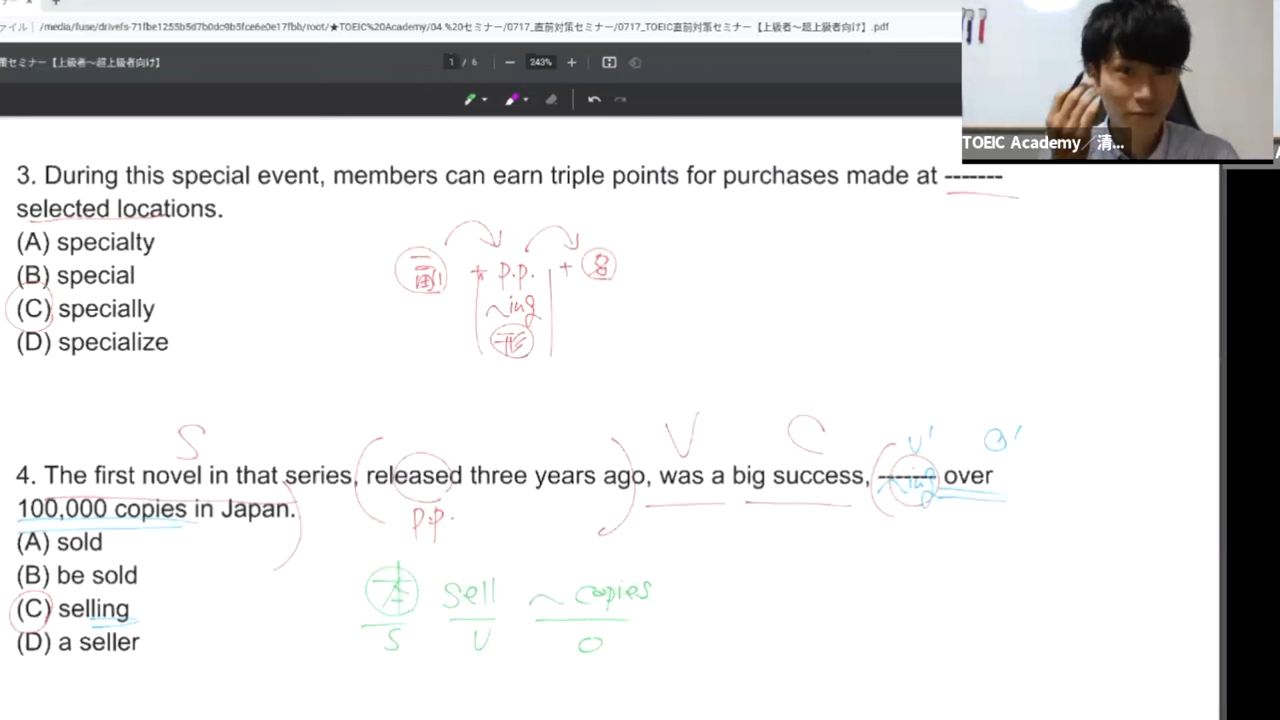 ァイル | /media/fuse/drivefs-71fbe1255b5d7b0dc9b5fce6e0e17fbb/root/★TOEIC%20Academy/04.%20セミナー/0717_直前対策セミナー/0717_TOEIC直前対策セミナー【上級者～超上級者向け】.pdf
策セミナー【上級者～超上級者向け】
1 / 6 － 243% ＋
TOEIC Academy／清...
3. During this special event, members can earn triple points for purchases made at -------
selected locations.
(A) specialty
(B) special
(C) specially
(D) specialize
副 + p.p. + 名
~ing
形
S V C V' O'
4. The first novel in that series, released three years ago, was a big success, ------- over
~ing
100,000 copies in Japan.
p.p.
(A) sold
(B) be sold
(C) selling
(D) a seller
本 sell ~ copies
S V O